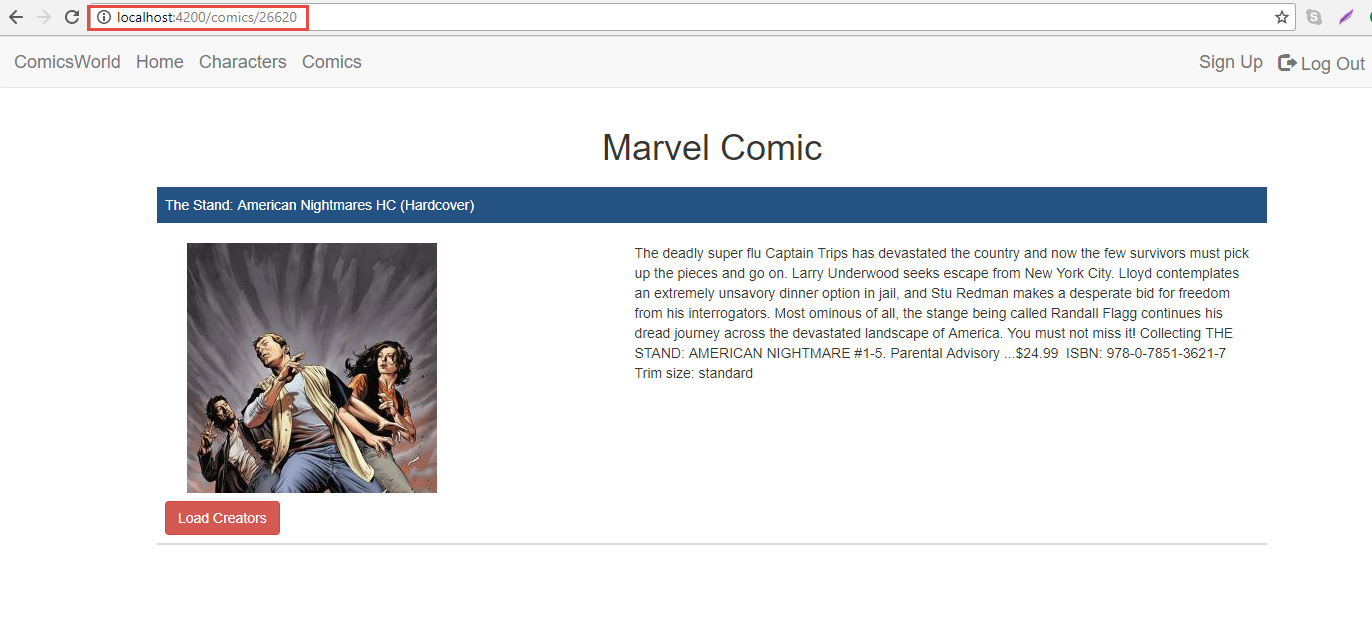 localhost:4200/comics/26620
ComicsWorld Home Characters Comics Sign Up Log Out
Marvel Comic
The Stand: American Nightmares HC (Hardcover)
The deadly super flu Captain Trips has devastated the country and now the few survivors must pick
up the pieces and go on. Larry Underwood seeks escape from New York City. Lloyd contemplates
an extremely unsavory dinner option in jail, and Stu Redman makes a desperate bid for freedom
from his interrogators. Most ominous of all, the stange being called Randall Flagg continues his
dread journey across the devastated landscape of America. You must not miss it! Collecting THE
STAND: AMERICAN NIGHTMARE #1-5. Parental Advisory ...$24.99 ISBN: 978-0-7851-3621-7
Trim size: standard
Load Creators